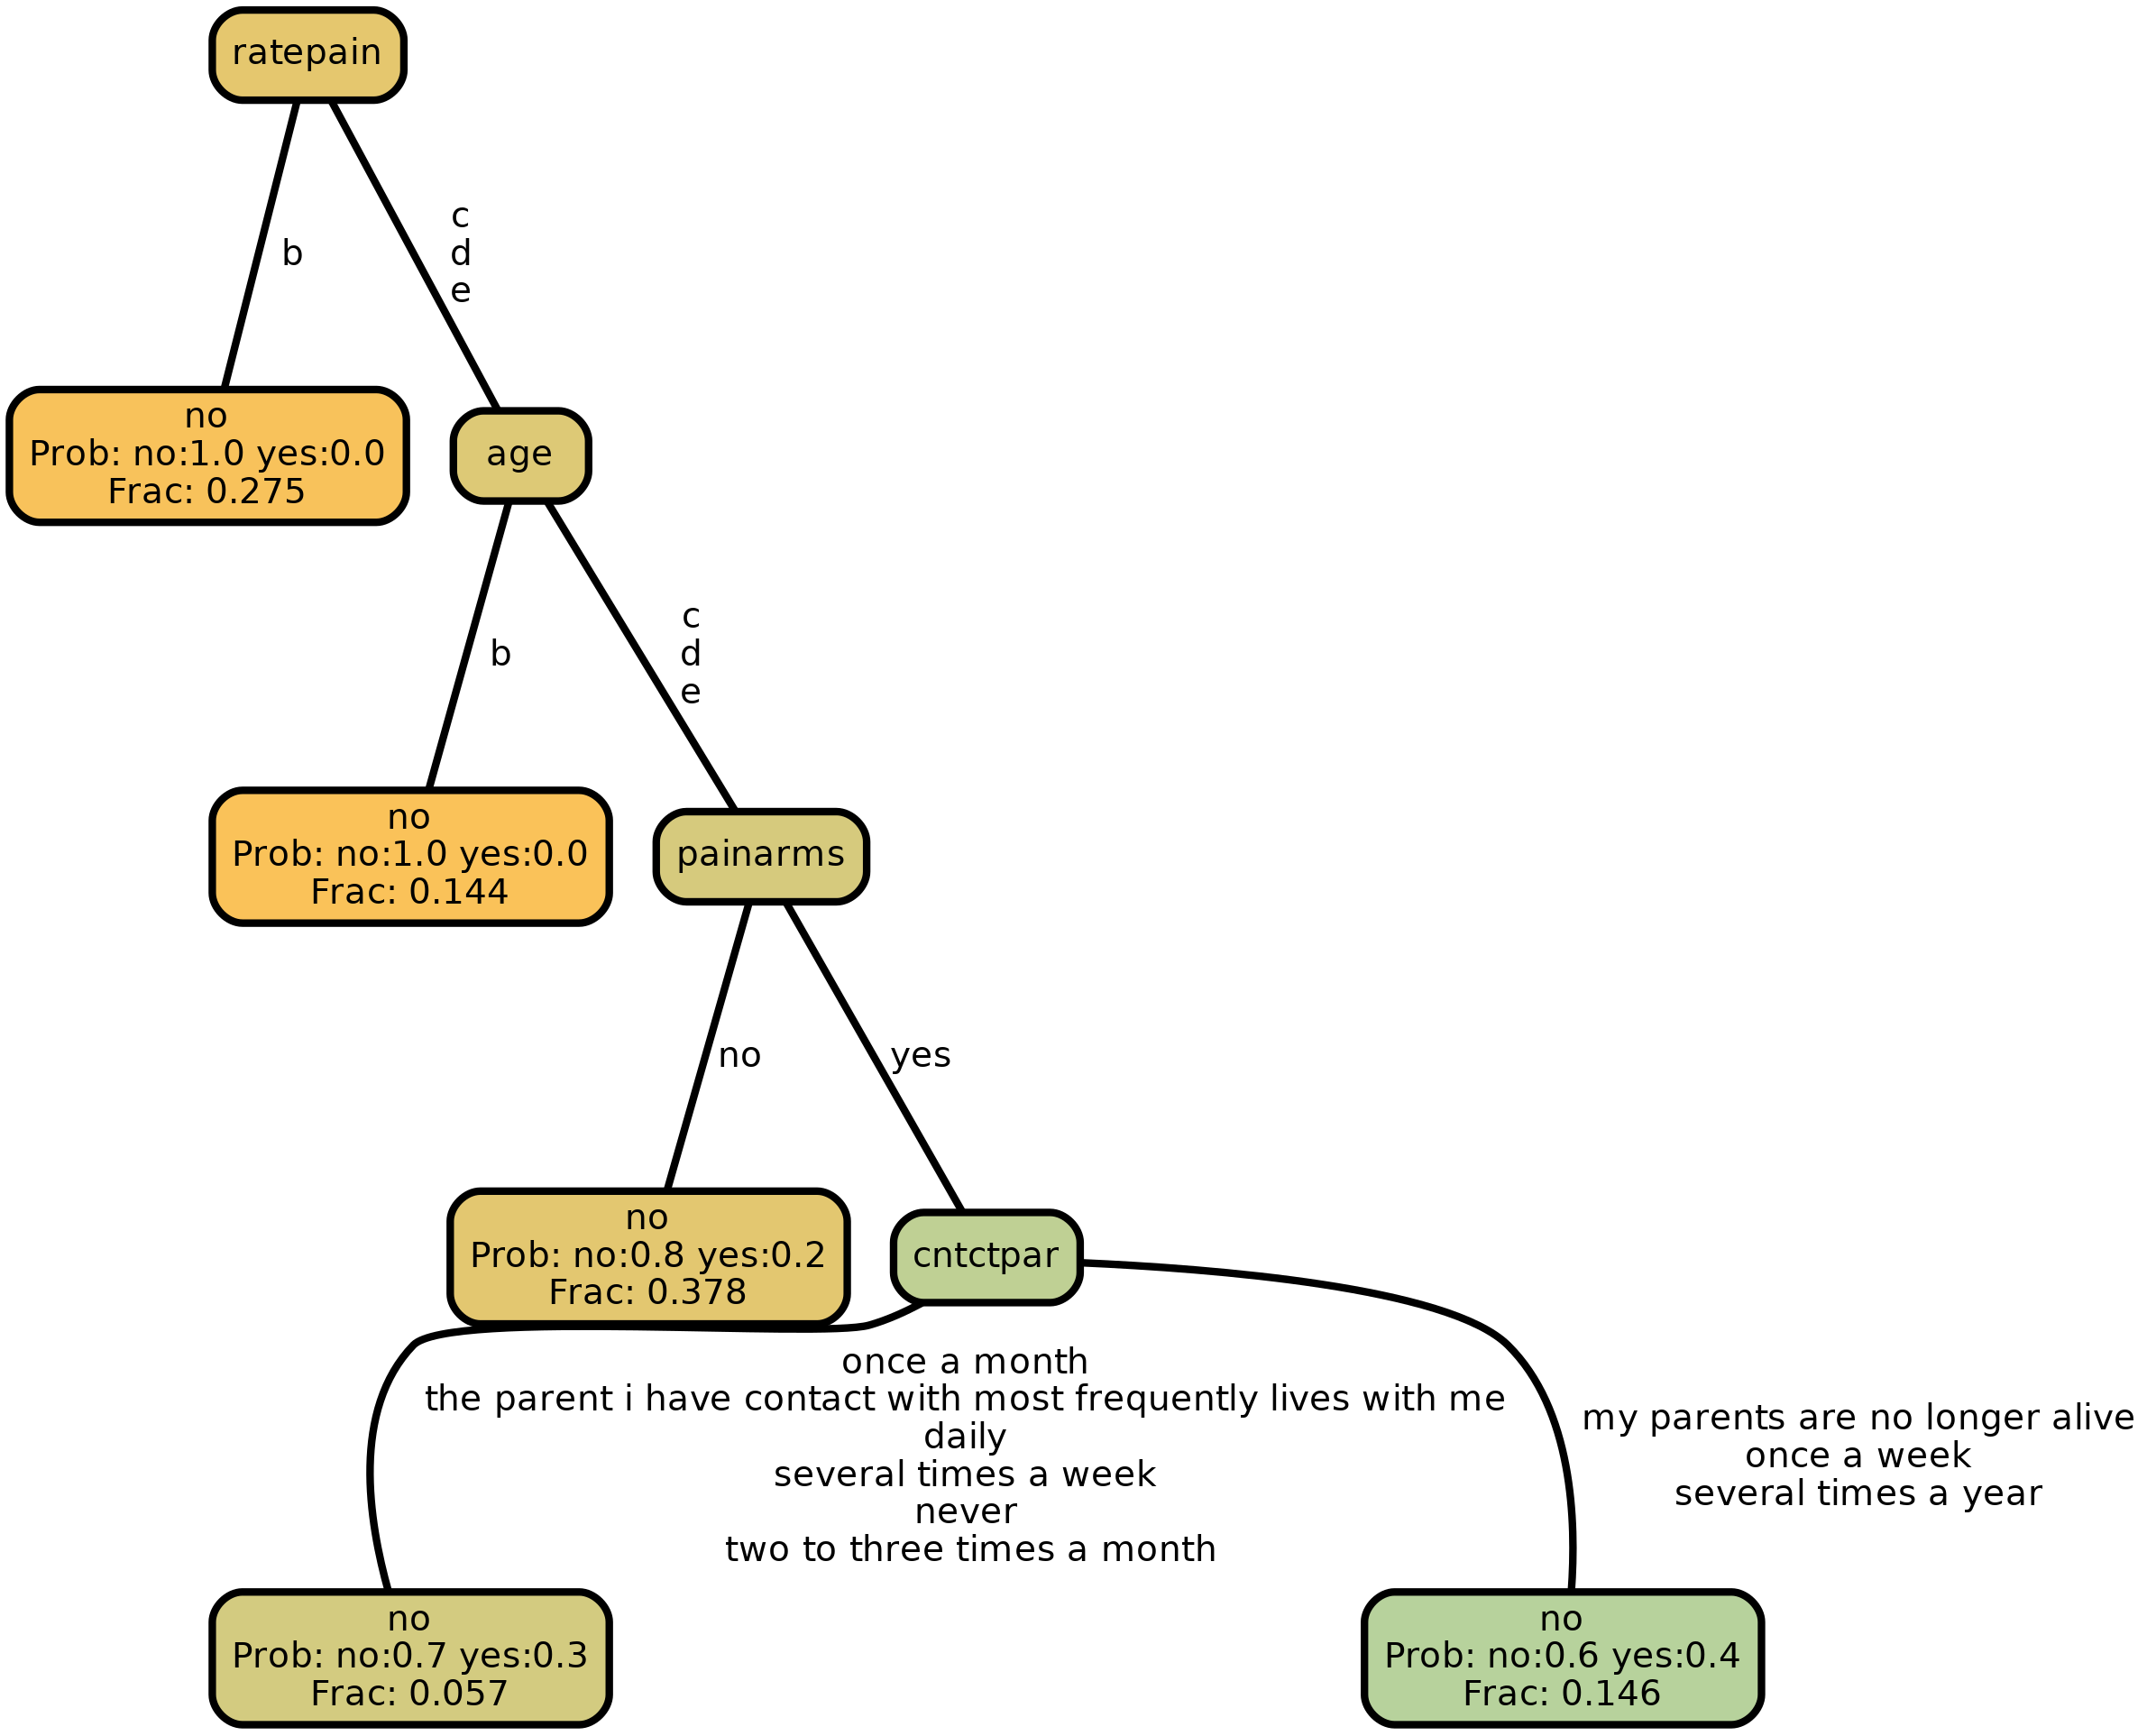 ratepain
b
c
d
e
no
Prob: no:1.0 yes:0.0
Frac: 0.275
age
b
c
d
e
no
Prob: no:1.0 yes:0.0
Frac: 0.144
painarms
no
yes
no
Prob: no:0.8 yes:0.2
Frac: 0.378
cntctpar
once a month
the parent i have contact with most frequently lives with me
daily
several times a week
never
two to three times a month
my parents are no longer alive
once a week
several times a year
no
Prob: no:0.7 yes:0.3
Frac: 0.057
no
Prob: no:0.6 yes:0.4
Frac: 0.146